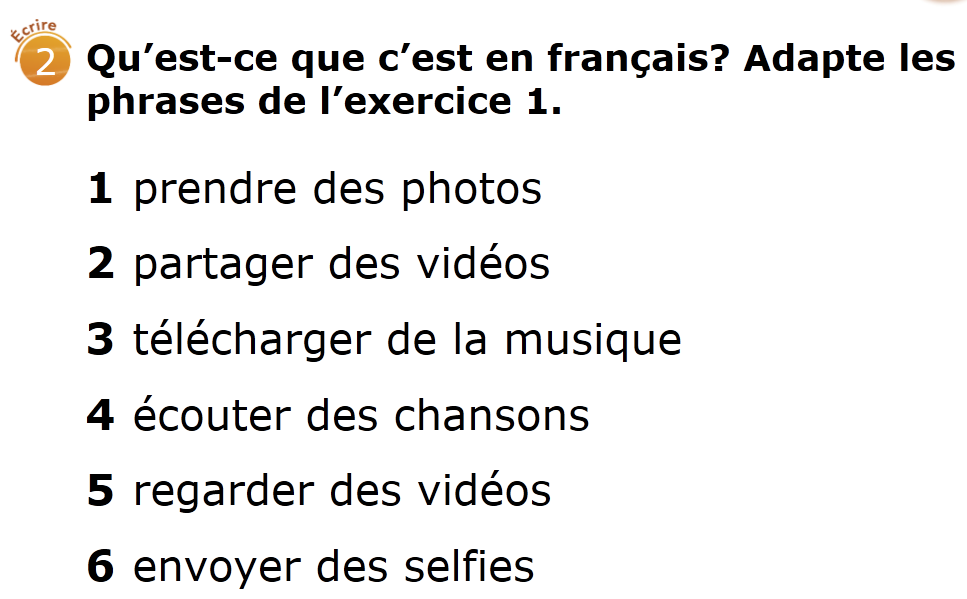 Écrire
2 Qu’est-ce que c’est en français? Adapte les
phrases de l’exercice 1.
1 prendre des photos
2 partager des vidéos
3 télécharger de la musique
4 écouter des chansons
5 regarder des vidéos
6 envoyer des selfies